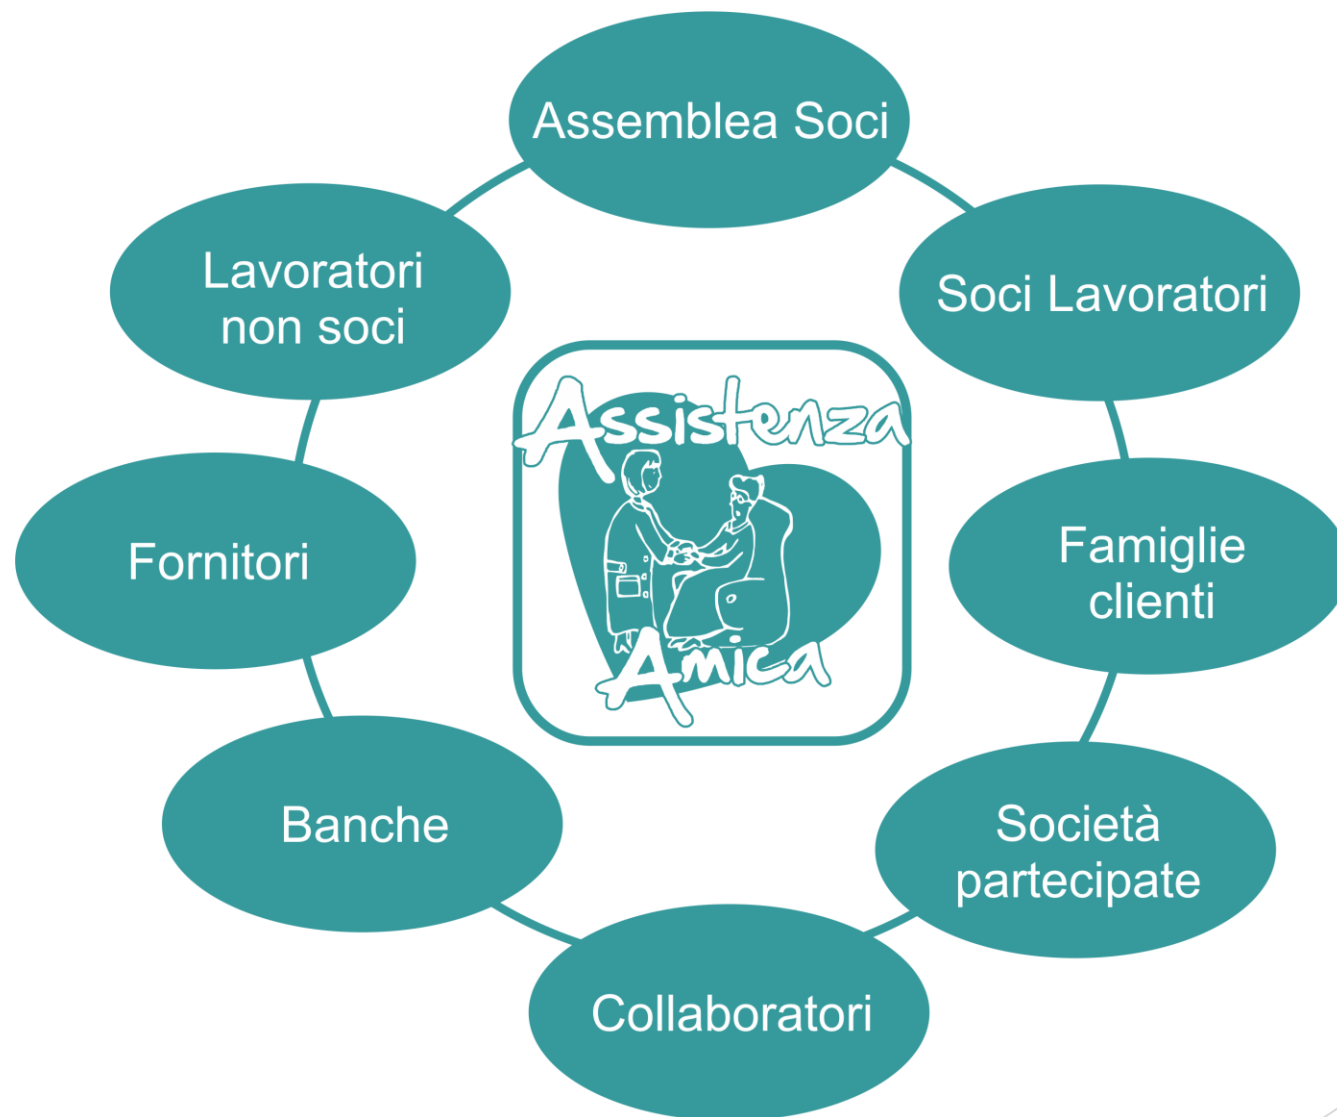 Assemblea Soci
Lavoratori
non soci
Soci Lavoratori
Assistenza
Amica
Fornitori
Famiglie
clienti
Banche
Società
partecipate
Collaboratori